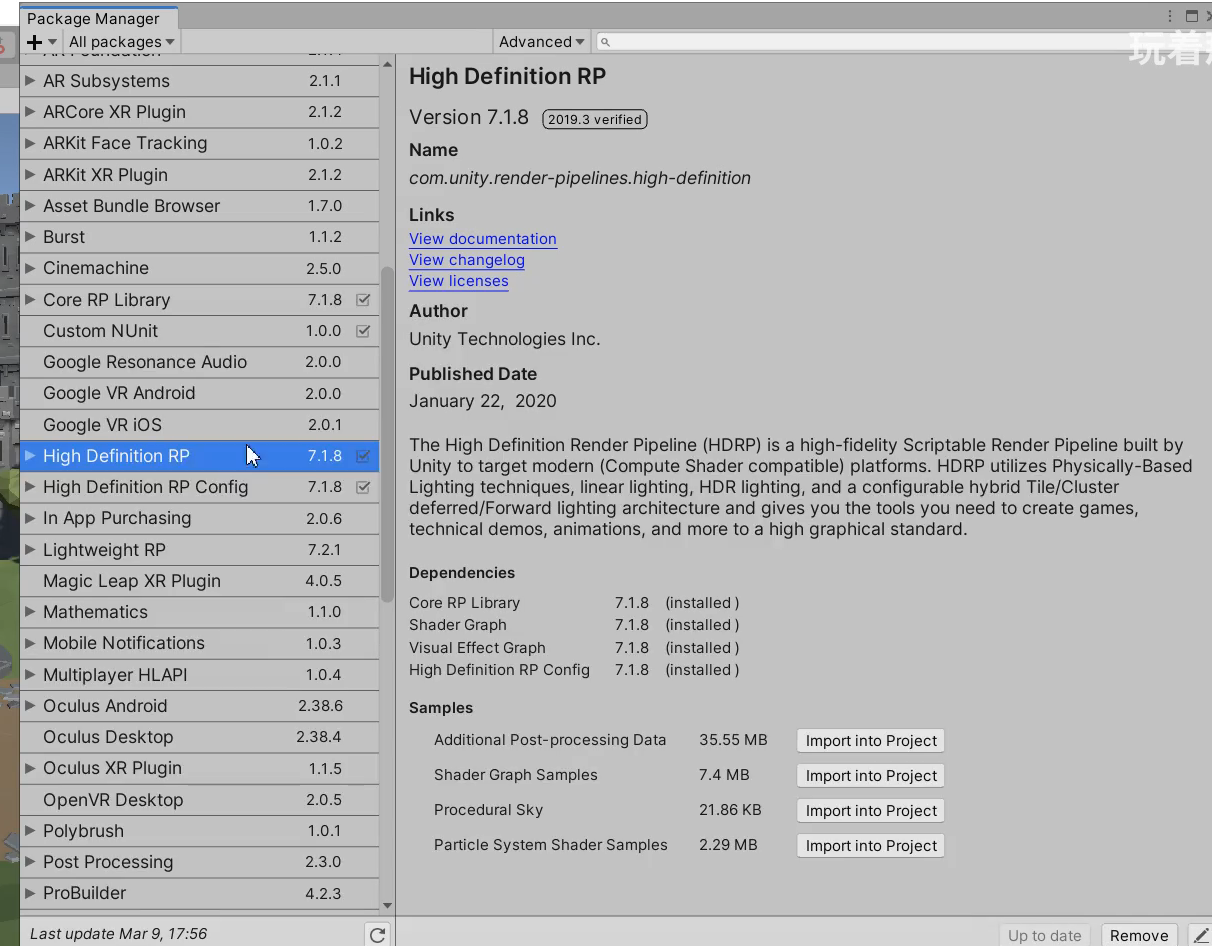 Package Manager
All packages
Advanced
玩着
AR Subsystems 2.1.1
ARCore XR Plugin 2.1.2
ARKit Face Tracking 1.0.2
ARKit XR Plugin 2.1.2
Asset Bundle Browser 1.7.0
Burst 1.1.2
Cinemachine 2.5.0
Core RP Library 7.1.8
Custom NUnit 1.0.0
Google Resonance Audio 2.0.0
Google VR Android 2.0.0
Google VR iOS 2.0.1
High Definition RP 7.1.8
High Definition RP Config 7.1.8
In App Purchasing 2.0.6
Lightweight RP 7.2.1
Magic Leap XR Plugin 4.0.5
Mathematics 1.1.0
Mobile Notifications 1.0.3
Multiplayer HLAPI 1.0.4
Oculus Android 2.38.6
Oculus Desktop 2.38.4
Oculus XR Plugin 1.1.5
OpenVR Desktop 2.0.5
Polybrush 1.0.1
Post Processing 2.3.0
ProBuilder 4.2.3
Last update Mar 9, 17:56
High Definition RP
Version 7.1.8 2019.3 verified
Name
com.unity.render-pipelines.high-definition
Links
View documentation
View changelog
View licenses
Author
Unity Technologies Inc.
Published Date
January 22, 2020
The High Definition Render Pipeline (HDRP) is a high-fidelity Scriptable Render Pipeline built by
Unity to target modern (Compute Shader compatible) platforms. HDRP utilizes Physically-Based
Lighting techniques, linear lighting, HDR lighting, and a configurable hybrid Tile/Cluster
deferred/Forward lighting architecture and gives you the tools you need to create games,
technical demos, animations, and more to a high graphical standard.
Dependencies
Core RP Library 7.1.8 (installed )
Shader Graph 7.1.8 (installed )
Visual Effect Graph 7.1.8 (installed )
High Definition RP Config 7.1.8 (installed )
Samples
Additional Post-processing Data 35.55 MB Import into Project
Shader Graph Samples 7.4 MB Import into Project
Procedural Sky 21.86 KB Import into Project
Particle System Shader Samples 2.29 MB Import into Project
Up to date Remove